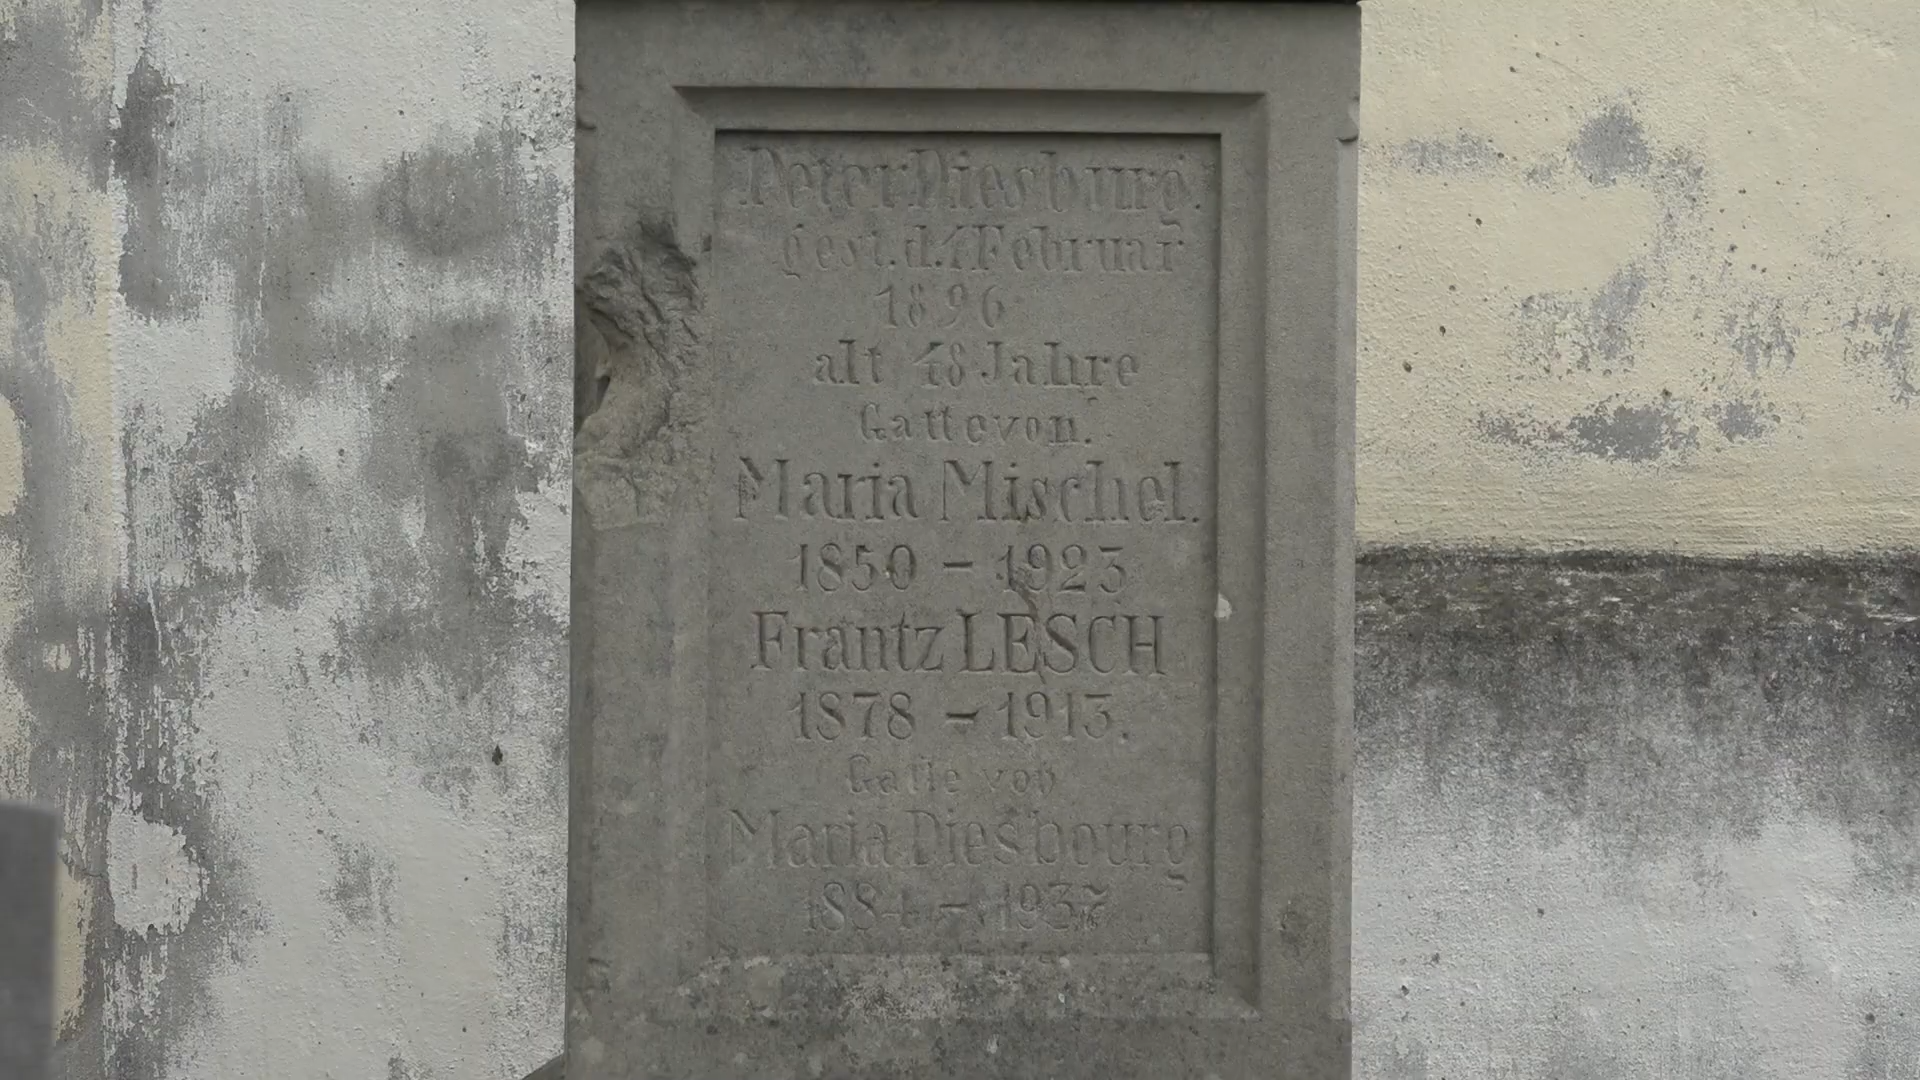 Peter Diesburg.
gest. d. 1 Februar
1896
alt 48 Jahre
Gatte von.
Maria Mischel.
1850 – 1923
Frantz LESCH
1878 – 1913.
Gatte von
Maria Diesbourg
1884 – 1937